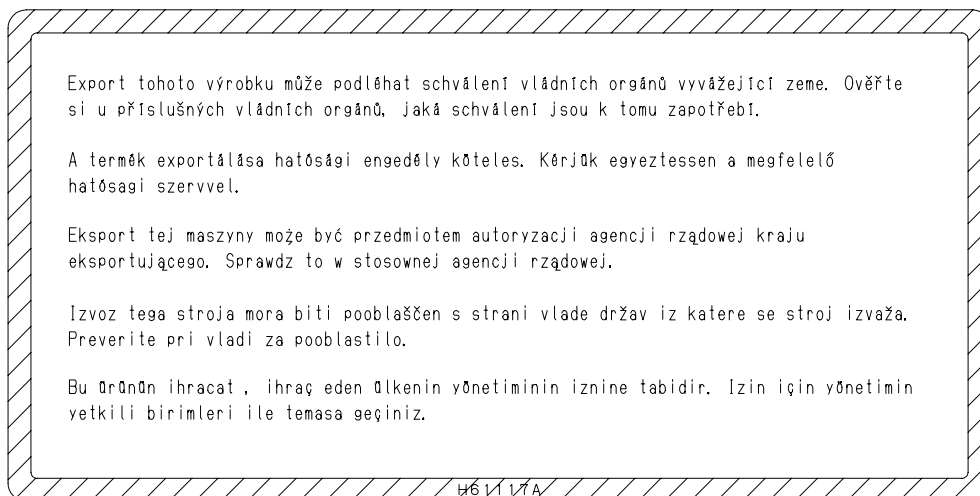 Export tohoto výrobku může podléhat schválení vládních orgánů vyvážející zeme. Ověřte
si u příslušných vládních orgánů, jaká schválení jsou k tomu zapotřebí.
A termék exportálása hatósági engedély köteles. Kérjük egyeztessen a megfelelő
hatósagi szervvel.
Eksport tej maszyny może być przedmiotem autoryzacji agencji rządowej kraju
eksportującego. Sprawdz to w stosownej agencji rządowej.
Izvoz tega stroja mora biti pooblaščen s strani vlade držav iz katere se stroj izvaža.
Preverite pri vladi za pooblastilo.
Bu ürünün ihracat , ihraç eden ülkenin yönetiminin iznine tabidir. Izin için yönetimin
yetkili birimleri ile temasa geçiniz.
H61117A